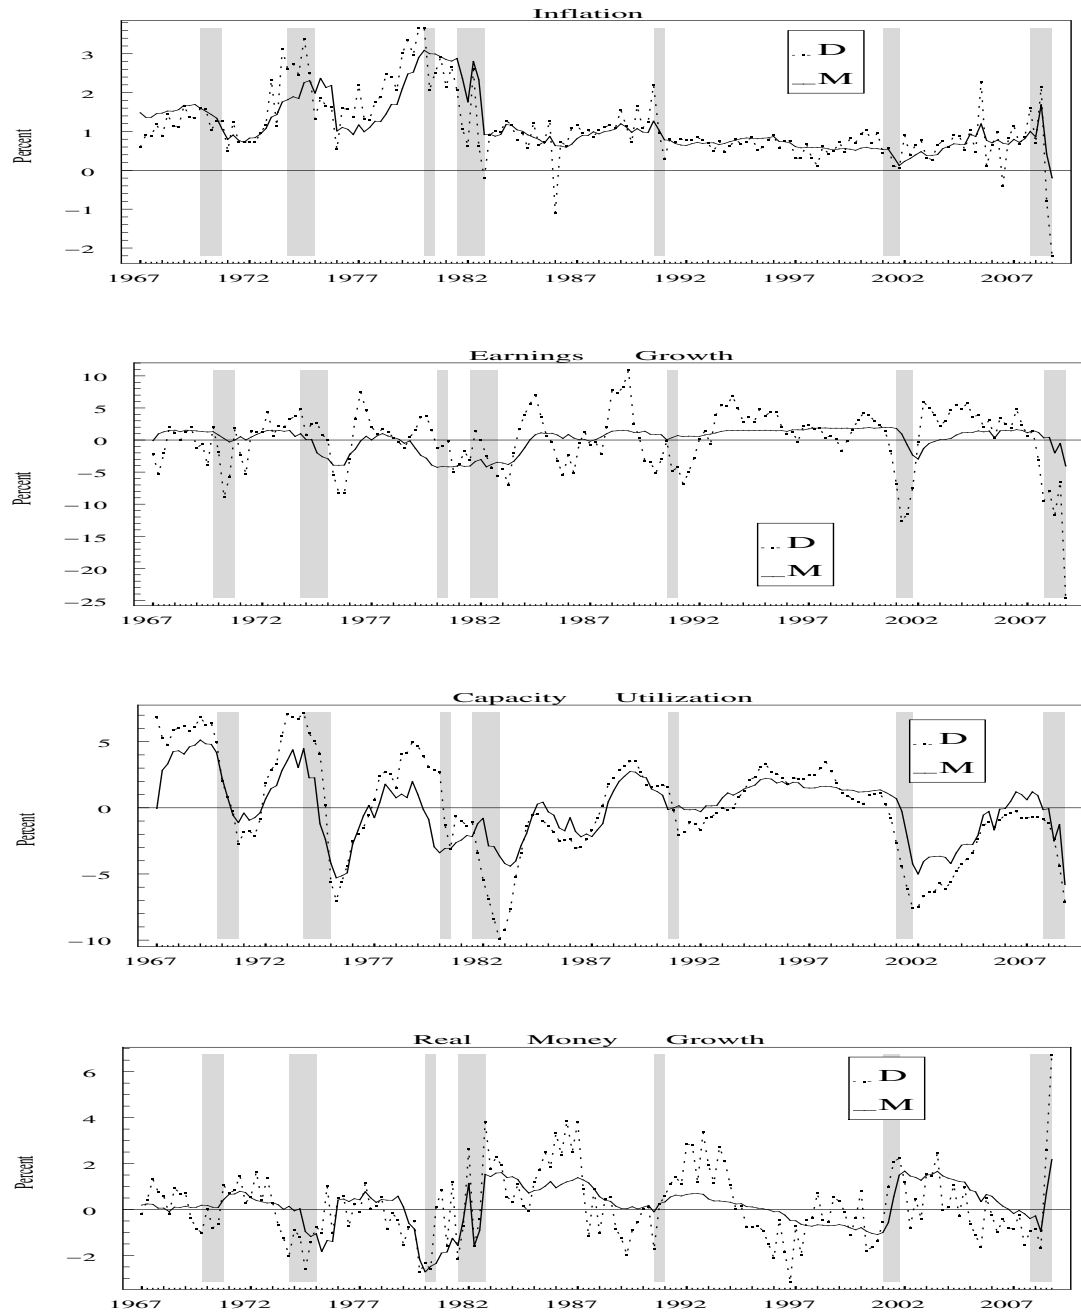 Inflation
D
M
Percent
3
2
1
0
−1
−2
1967 1972 1977 1982 1987 1992 1997 2002 2007
Earnings Growth
10
5
0
−5
−10
−15
−20
−25
Percent
D
M
1967 1972 1977 1982 1987 1992 1997 2002 2007
Capacity Utilization
D
M
5
0
−5
−10
Percent
1967 1972 1977 1982 1987 1992 1997 2002 2007
Real Money Growth
D
M
6
4
2
0
−2
Percent
1967 1972 1977 1982 1987 1992 1997 2002 2007